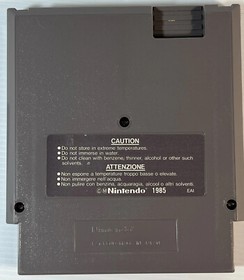 CAUTION
● Do not store in extreme temperatures.
● Do not immerse in water.
● Do not clean with benzene, thinner, alcohol or other such
solvents.
ATTENZIONE
● Non esporre a temperature troppo basse o elevate.
● Non immergere nell'acqua.
● Non pulire con benzina, acquaragia, alcool o altri solventi.
©Nintendo 1985 EAI